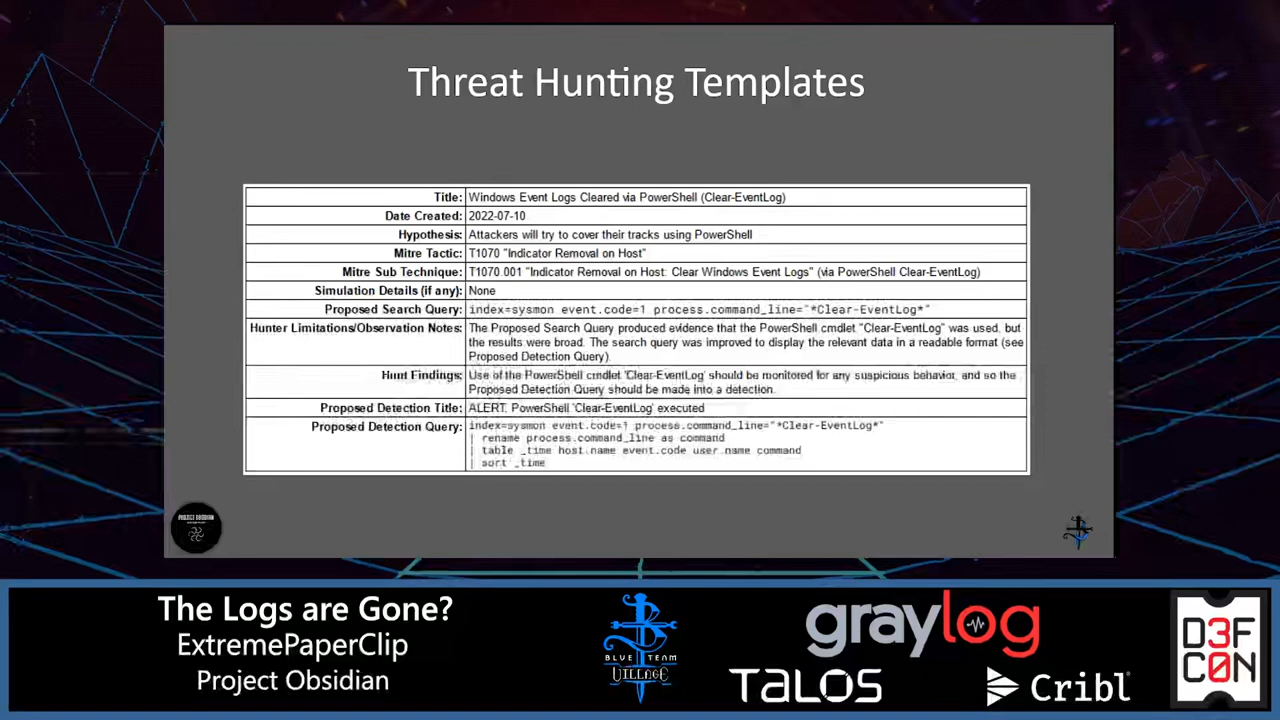 Threat Hunting Templates
Title: Windows Event Logs Cleared via PowerShell (Clear-EventLog)
Date Created: 2022-07-10
Hypothesis: Attackers will try to cover their tracks using PowerShell
Mitre Tactic: T1070 "Indicator Removal on Host"
Mitre Sub Technique: T1070.001 "Indicator Removal on Host: Clear Windows Event Logs" (via PowerShell Clear-EventLog)
Simulation Details (if any): None
Proposed Search Query: index=sysmon event.code=1 process.command_line="*Clear-EventLog*"
Hunter Limitations/Observation Notes: The Proposed Search Query produced evidence that the PowerShell cmdlet "Clear-EventLog" was used, but
the results were broad. The search query was improved to display the relevant data in a readable format (see
Proposed Detection Query).
Hunt Findings: Use of the PowerShell cmdlet 'Clear-EventLog' should be monitored for any suspicious behavior, and so the
Proposed Detection Query should be made into a detection.
Proposed Detection Title: ALERT: PowerShell 'Clear-EventLog' executed
Proposed Detection Query: index=sysmon event.code=1 process.command_line="*Clear-EventLog*"
| rename process.command_line as command
| table _time host.name event.code user.name command
| sort _time
PROJECT OBSIDIAN
The Logs are Gone?
ExtremePaperClip
Project Obsidian
BLUE TEAM
VILLAGE
graylog
TALOS
Cribl
D3F
C0N